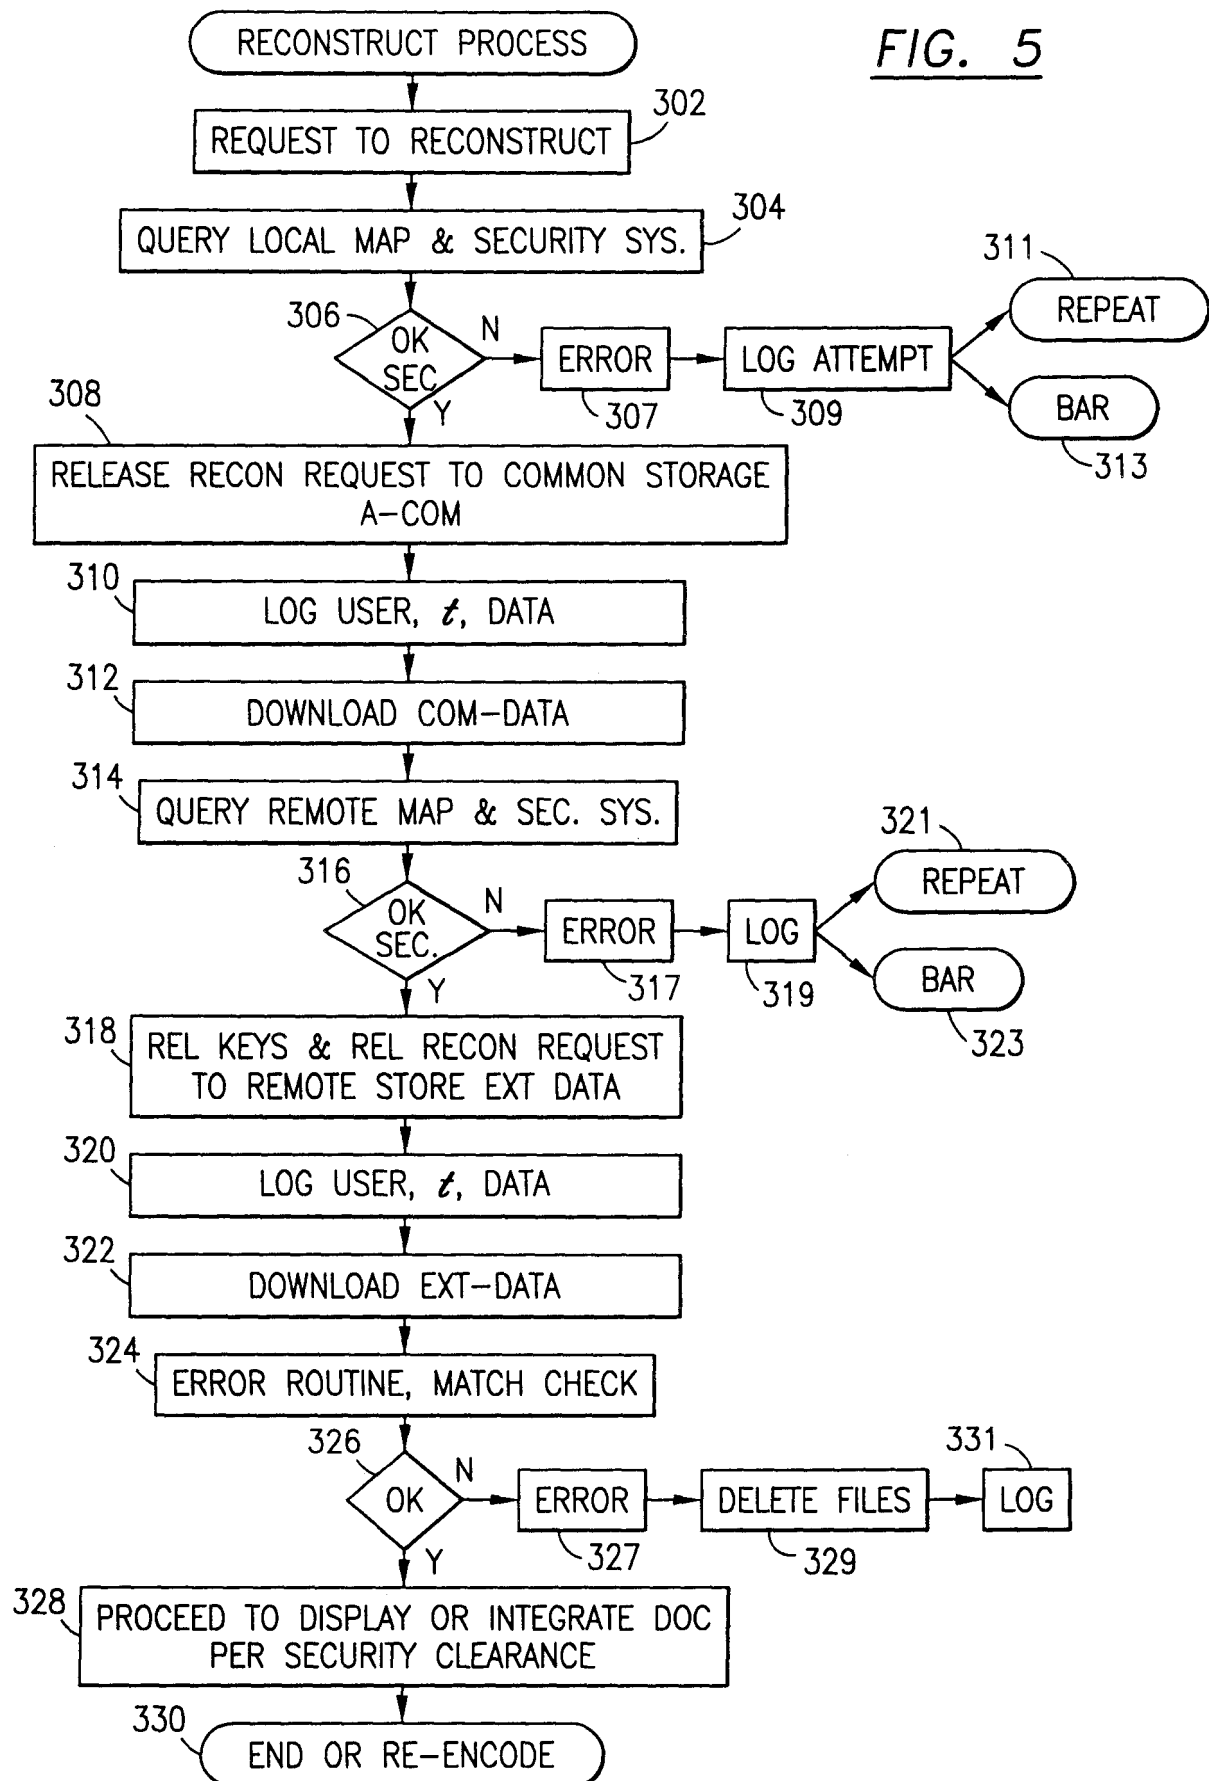 RECONSTRUCT PROCESS
FIG. 5
302
REQUEST TO RECONSTRUCT
304
QUERY LOCAL MAP & SECURITY SYS.
311
REPEAT
306
OK
SEC
N
Y
ERROR
307
LOG ATTEMPT
309
BAR
313
308
RELEASE RECON REQUEST TO COMMON STORAGE
A-COM
310
LOG USER, t, DATA
312
DOWNLOAD COM-DATA
314
QUERY REMOTE MAP & SEC. SYS.
321
REPEAT
316
OK
SEC.
N
Y
ERROR
317
LOG
319
BAR
323
318
REL KEYS & REL RECON REQUEST
TO REMOTE STORE EXT DATA
320
LOG USER, t, DATA
322
DOWNLOAD EXT-DATA
324
ERROR ROUTINE, MATCH CHECK
326
OK
N
Y
ERROR
327
DELETE FILES
329
331
LOG
328
PROCEED TO DISPLAY OR INTEGRATE DOC
PER SECURITY CLEARANCE
330
END OR RE-ENCODE